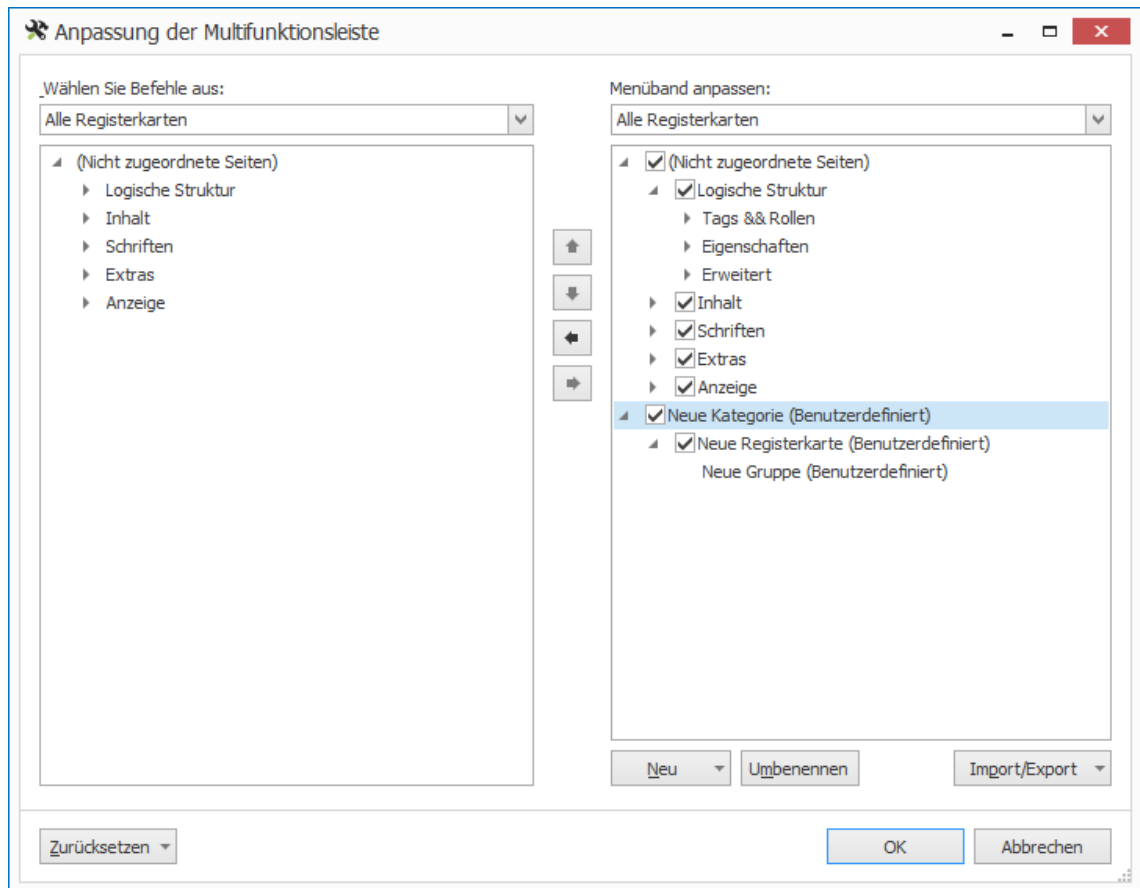 Anpassung der Multifunktionsleiste
Wählen Sie Befehle aus:
Alle Registerkarten
(Nicht zugeordnete Seiten)
Logische Struktur
Inhalt
Schriften
Extras
Anzeige
Menüband anpassen:
Alle Registerkarten
(Nicht zugeordnete Seiten)
Logische Struktur
Tags && Rollen
Eigenschaften
Erweitert
Inhalt
Schriften
Extras
Anzeige
Neue Kategorie (Benutzerdefiniert)
Neue Registerkarte (Benutzerdefiniert)
Neue Gruppe (Benutzerdefiniert)
Neu
Umbenennen
Import/Export
Zurücksetzen
OK
Abbrechen